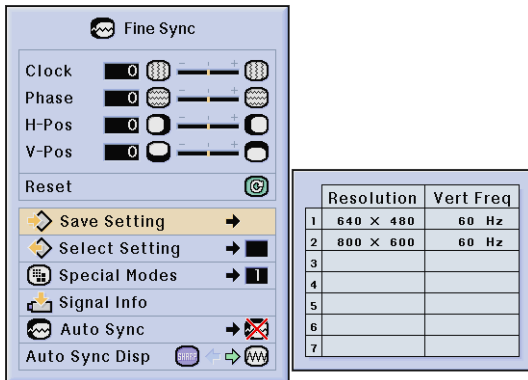 Fine Sync
Clock 0
Phase 0
H-Pos 0
V-Pos 0
Reset
Save Setting
Select Setting
Special Modes 1
Signal Info
Auto Sync
Auto Sync Disp SHARP
Resolution Vert Freq
1 640 × 480 60 Hz
2 800 × 600 60 Hz
3
4
5
6
7